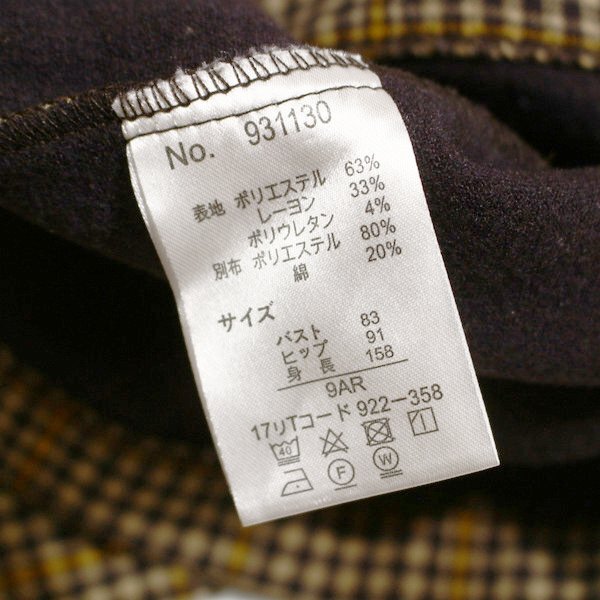 No. 931130
表地 ポリエステル 63%
レーヨン 33%
ポリウレタン 4%
別布 ポリエステル 80%
綿 20%
サイズ
バスト 83
ヒップ 91
身長 158
9AR
17リTコード 922-358
40
F W